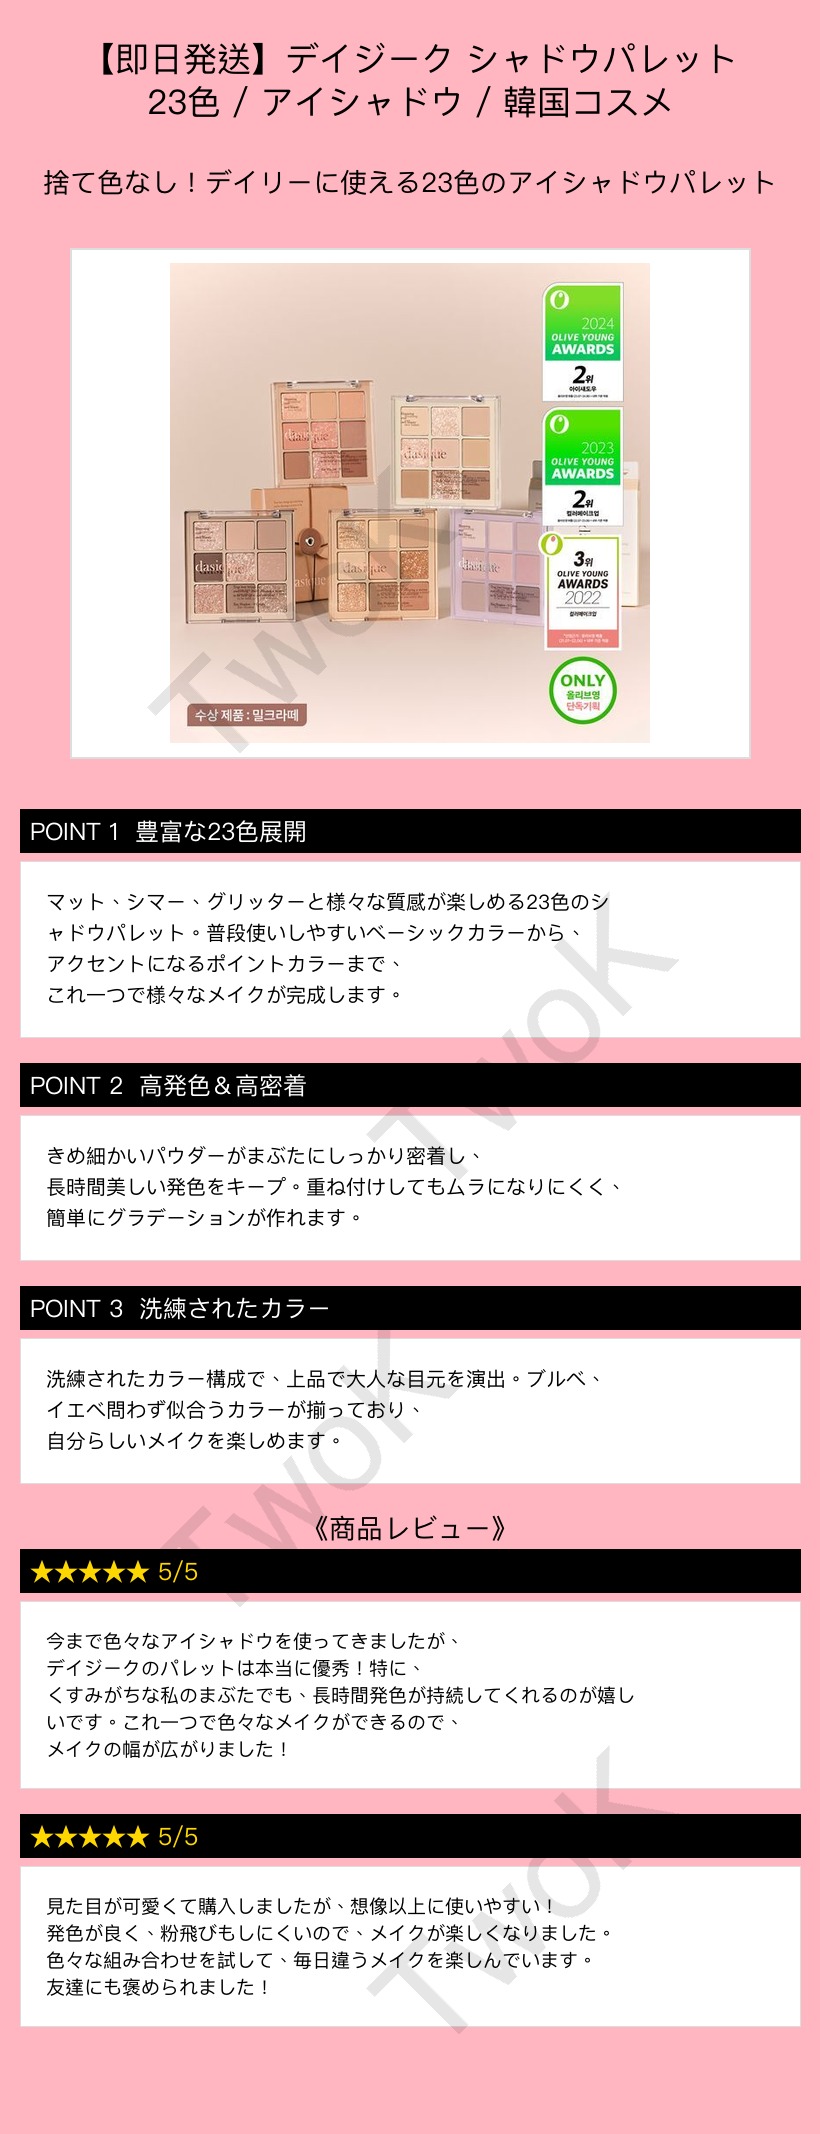 【即日発送】デイジーク シャドウパレット
23色 / アイシャドウ / 韓国コスメ
捨て色なし！デイリーに使える23色のアイシャドウパレット
2024
OLIVE YOUNG
AWARDS
2위
아이섀도우
2023
OLIVE YOUNG
AWARDS
2위
컬러메이크업
3위
OLIVE YOUNG
AWARDS
2022
컬러메이크업
ONLY
올리브영
단독기획
dasique
dasique
dasique
dasique
수상 제품 : 밀크라떼
TwoK
POINT 1 豊富な23色展開
マット、シマー、グリッターと様々な質感が楽しめる23色のシ
ャドウパレット。普段使いしやすいベーシックカラーから、
アクセントになるポイントカラーまで、
これ一つで様々なメイクが完成します。
TwoK
POINT 2 高発色＆高密着
きめ細かいパウダーがまぶたにしっかり密着し、
長時間美しい発色をキープ。重ね付けしてもムラになりにくく、
簡単にグラデーションが作れます。
POINT 3 洗練されたカラー
洗練されたカラー構成で、上品で大人な目元を演出。ブルベ、
イエベ問わず似合うカラーが揃っており、
自分らしいメイクを楽しめます。
TwoK
《商品レビュー》
★★★★★ 5/5
今まで色々なアイシャドウを使ってきましたが、
デイジークのパレットは本当に優秀！特に、
くすみがちな私のまぶたでも、長時間発色が持続してくれるのが嬉し
いです。これ一つで色々なメイクができるので、
メイクの幅が広がりました！
★★★★★ 5/5
見た目が可愛くて購入しましたが、想像以上に使いやすい！
発色が良く、粉飛びもしにくいので、メイクが楽しくなりました。
色々な組み合わせを試して、毎日違うメイクを楽しんでいます。
友達にも褒められました！
TwoK